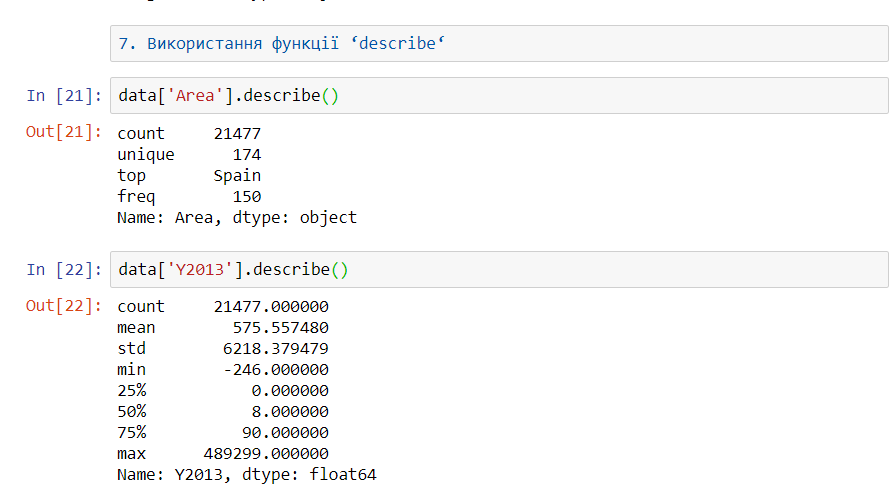 7. Використання функції ‘describe‘
In [21]: data['Area'].describe()
Out[21]: count     21477
unique      174
top       Spain
freq        150
Name: Area, dtype: object
In [22]: data['Y2013'].describe()
Out[22]: count     21477.000000
mean        575.557480
std        6218.379479
min        -246.000000
25%           0.000000
50%           8.000000
75%          90.000000
max      489299.000000
Name: Y2013, dtype: float64